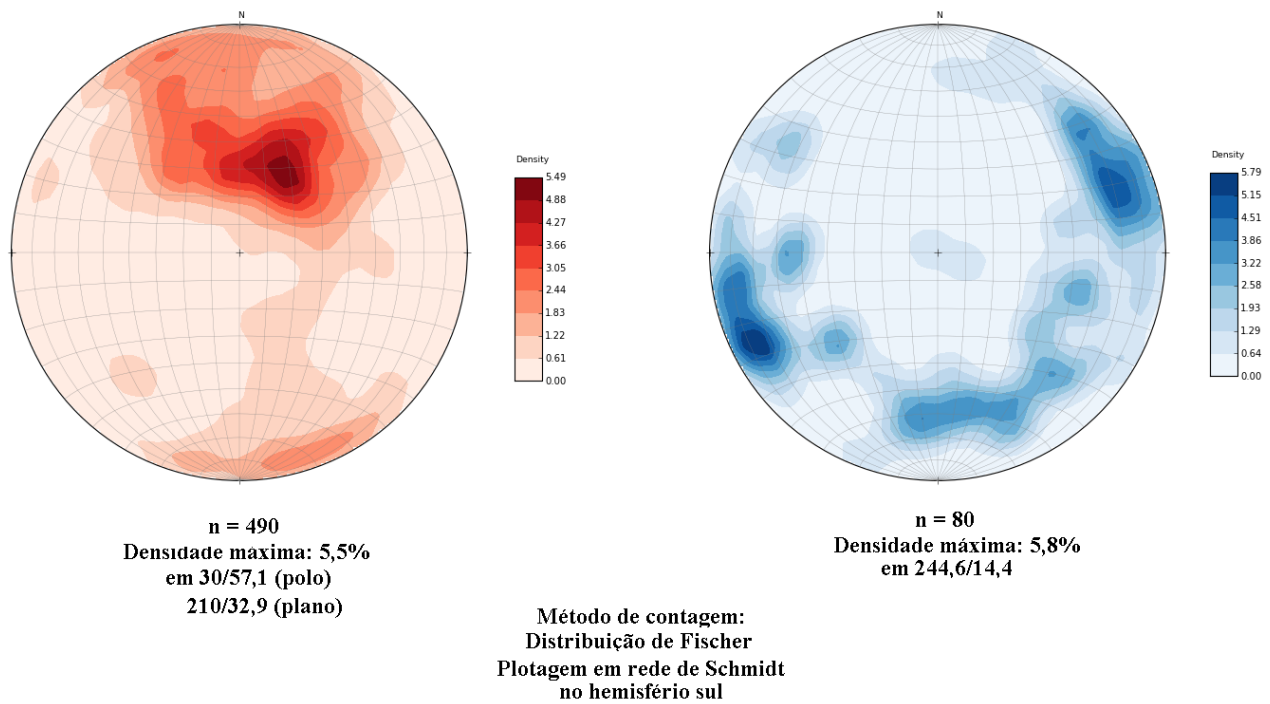 N
N
Density
5.49
4.88
4.27
3.66
3.05
2.44
1.83
1.22
0.61
0.00
Density
5.79
5.15
4.51
3.86
3.22
2.58
1.93
1.29
0.64
0.00
n = 490
Densidade máxima: 5,5%
em 30/57,1 (polo)
210/32,9 (plano)
n = 80
Densidade máxima: 5,8%
em 244,6/14,4
Método de contagem:
Distribuição de Fischer
Plotagem em rede de Schmidt
no hemisfério sul